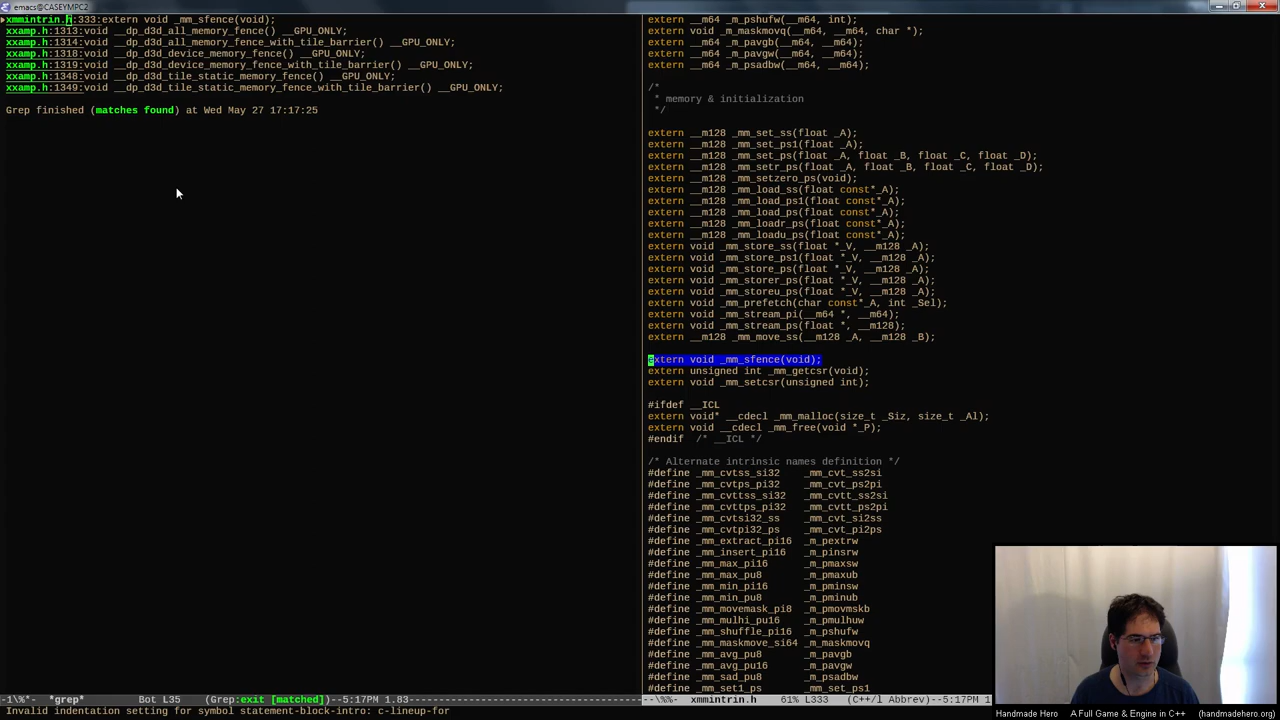 emacs@CASEYMPC2
xmmintrin.h:333:extern void _mm_sfence(void);
xxamp.h:1313:void __dp_d3d_all_memory_fence() __GPU_ONLY;
xxamp.h:1314:void __dp_d3d_all_memory_fence_with_tile_barrier() __GPU_ONLY;
xxamp.h:1318:void __dp_d3d_device_memory_fence() __GPU_ONLY;
xxamp.h:1319:void __dp_d3d_device_memory_fence_with_tile_barrier() __GPU_ONLY;
xxamp.h:1348:void __dp_d3d_tile_static_memory_fence() __GPU_ONLY;
xxamp.h:1349:void __dp_d3d_tile_static_memory_fence_with_tile_barrier() __GPU_ONLY;
Grep finished (matches found) at Wed May 27 17:17:25
-1\%*-  *grep*        Bot L35    (Grep:exit [matched])--5:17PM 1.83--------
Invalid indentation setting for symbol statement-block-intro: c-lineup-for
extern __m64 _m_pshufw(__m64, int);
extern void _m_maskmovq(__m64, __m64, char *);
extern __m64 _m_pavgb(__m64, __m64);
extern __m64 _m_pavgw(__m64, __m64);
extern __m64 _m_psadbw(__m64, __m64);
/*
* memory & initialization
*/
extern __m128 _mm_set_ss(float _A);
extern __m128 _mm_set_ps1(float _A);
extern __m128 _mm_set_ps(float _A, float _B, float _C, float _D);
extern __m128 _mm_setr_ps(float _A, float _B, float _C, float _D);
extern __m128 _mm_setzero_ps(void);
extern __m128 _mm_load_ss(float const*_A);
extern __m128 _mm_load_ps1(float const*_A);
extern __m128 _mm_load_ps(float const*_A);
extern __m128 _mm_loadr_ps(float const*_A);
extern __m128 _mm_loadu_ps(float const*_A);
extern void _mm_store_ss(float *_V, __m128 _A);
extern void _mm_store_ps1(float *_V, __m128 _A);
extern void _mm_store_ps(float *_V, __m128 _A);
extern void _mm_storer_ps(float *_V, __m128 _A);
extern void _mm_storeu_ps(float *_V, __m128 _A);
extern void _mm_prefetch(char const*_A, int _Sel);
extern void _mm_stream_pi(__m64 *, __m64);
extern void _mm_stream_ps(float *, __m128);
extern __m128 _mm_move_ss(__m128 _A, __m128 _B);
extern void _mm_sfence(void);
extern unsigned int _mm_getcsr(void);
extern void _mm_setcsr(unsigned int);
#ifdef __ICL
extern void* __cdecl _mm_malloc(size_t _Siz, size_t _Al);
extern void __cdecl _mm_free(void *_P);
#endif  /* __ICL */
/* Alternate intrinsic names definition */
#define _mm_cvtss_si32    _mm_cvt_ss2si
#define _mm_cvtps_pi32    _mm_cvt_ps2pi
#define _mm_cvttss_si32   _mm_cvtt_ss2si
#define _mm_cvttps_pi32   _mm_cvtt_ps2pi
#define _mm_cvtsi32_ss    _mm_cvt_si2ss
#define _mm_cvtpi32_ps    _mm_cvt_pi2ps
#define _mm_extract_pi16  _m_pextrw
#define _mm_insert_pi16   _m_pinsrw
#define _mm_max_pi16      _m_pmaxsw
#define _mm_max_pu8       _m_pmaxub
#define _mm_min_pi16      _m_pminsw
#define _mm_min_pu8       _m_pminub
#define _mm_movemask_pi8  _m_pmovmskb
#define _mm_mulhi_pu16    _m_pmulhuw
#define _mm_shuffle_pi16  _m_pshufw
#define _mm_maskmove_si64 _m_maskmovq
#define _mm_avg_pu8       _m_pavgb
#define _mm_avg_pu16      _m_pavgw
#define _mm_sad_pu8       _m_psadbw
#define _mm_set1_ps       _mm_set_ps1
--\%%-  xmmintrin.h    61% L333   (C++/l Abbrev)--5:17PM 1
Handmade Hero    A Full Game & Engine in C++    (handmadehero.org)